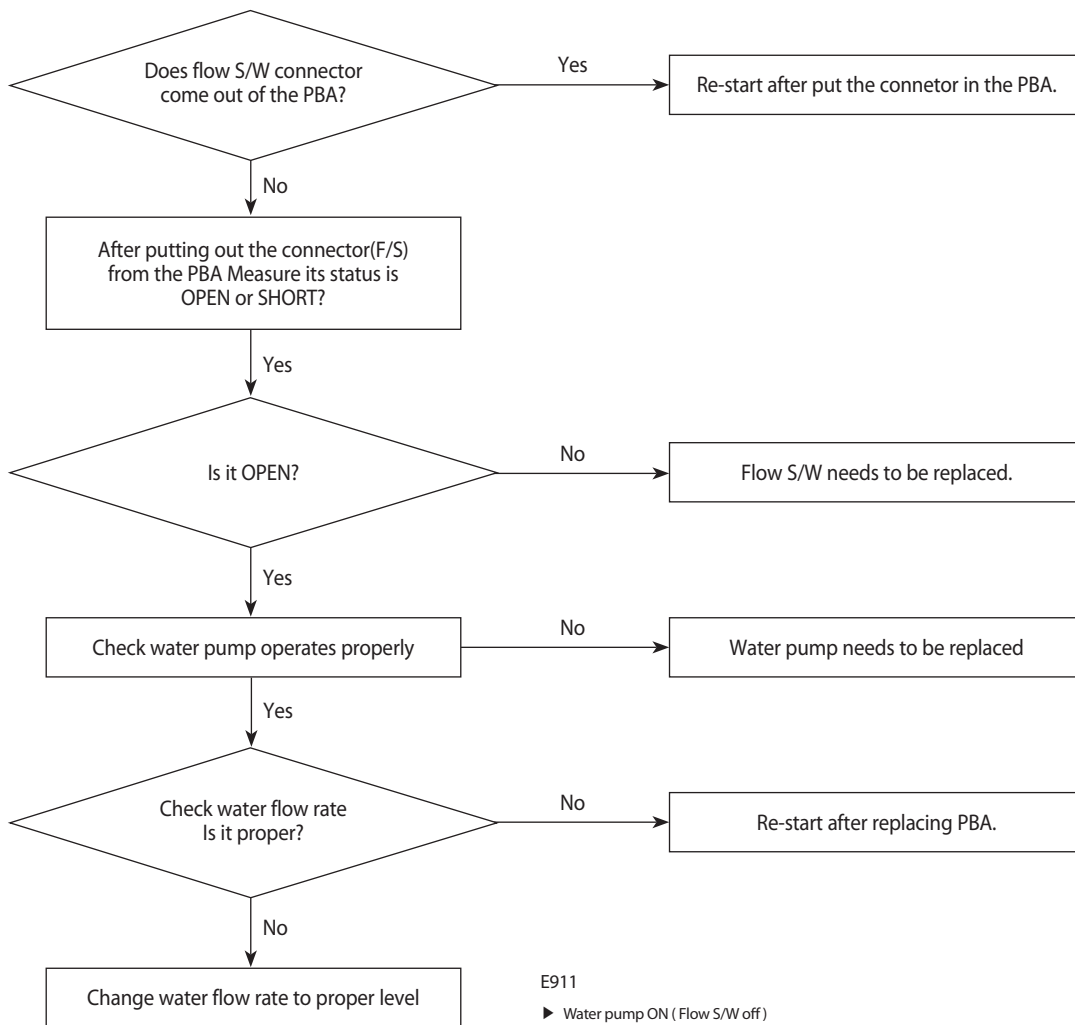 Does flow S/W connector
come out of the PBA?
Yes
Re-start after put the connetor in the PBA.
No
After putting out the connector(F/S)
from the PBA Measure its status is
OPEN or SHORT?
Yes
Is it OPEN?
No
Flow S/W needs to be replaced.
Yes
Check water pump operates properly
No
Water pump needs to be replaced
Yes
Check water flow rate
Is it proper?
No
Re-start after replacing PBA.
No
Change water flow rate to proper level
E911
▶ Water pump ON ( Flow S/W off )